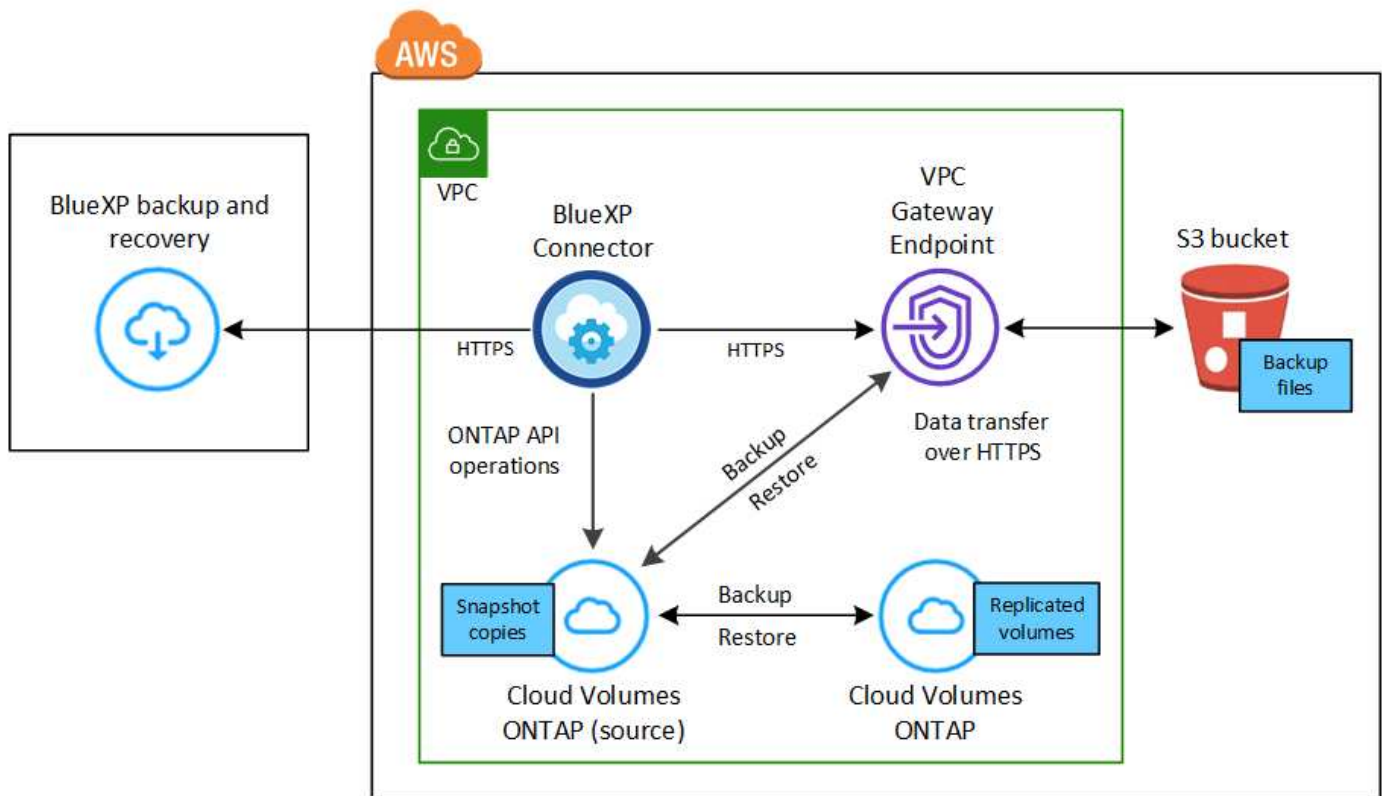 AWS
VPC
BlueXP backup and
recovery
BlueXP
Connector
VPC
Gateway
Endpoint
S3 bucket
Backup
files
HTTPS
HTTPS
ONTAP API
operations
Backup
Restore
Data transfer
over HTTPS
Snapshot
copies
Backup
Restore
Replicated
volumes
Cloud Volumes
ONTAP (source)
Cloud Volumes
ONTAP